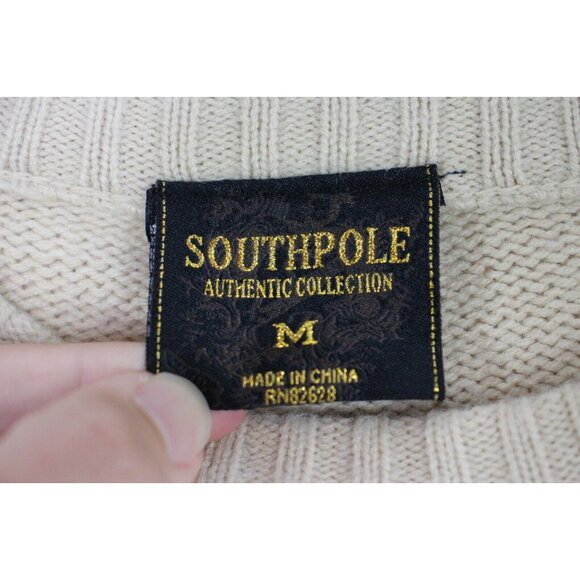 SOUTHPOLE
AUTHENTIC COLLECTION
M
MADE IN CHINA
RN82628